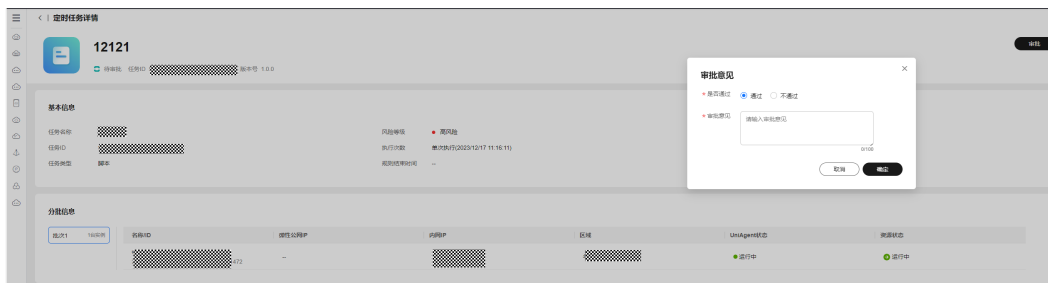 定时任务详情
12121
待审批 任务ID 版本号 1.0.0
审批
基本信息
任务名称
风险等级 高风险
任务ID
执行次数 单次执行(2023/12/17 11:16:11)
任务类型 脚本
规则结束时间 --
审批意见
* 是否通过 通过 不通过
* 审批意见 请输入审批意见
0/100
取消 确定
分批信息
批次1 1台实例
名称/ID 弹性公网IP 内网IP 区域 UniAgent状态 资源状态
472 -- 运行中 运行中